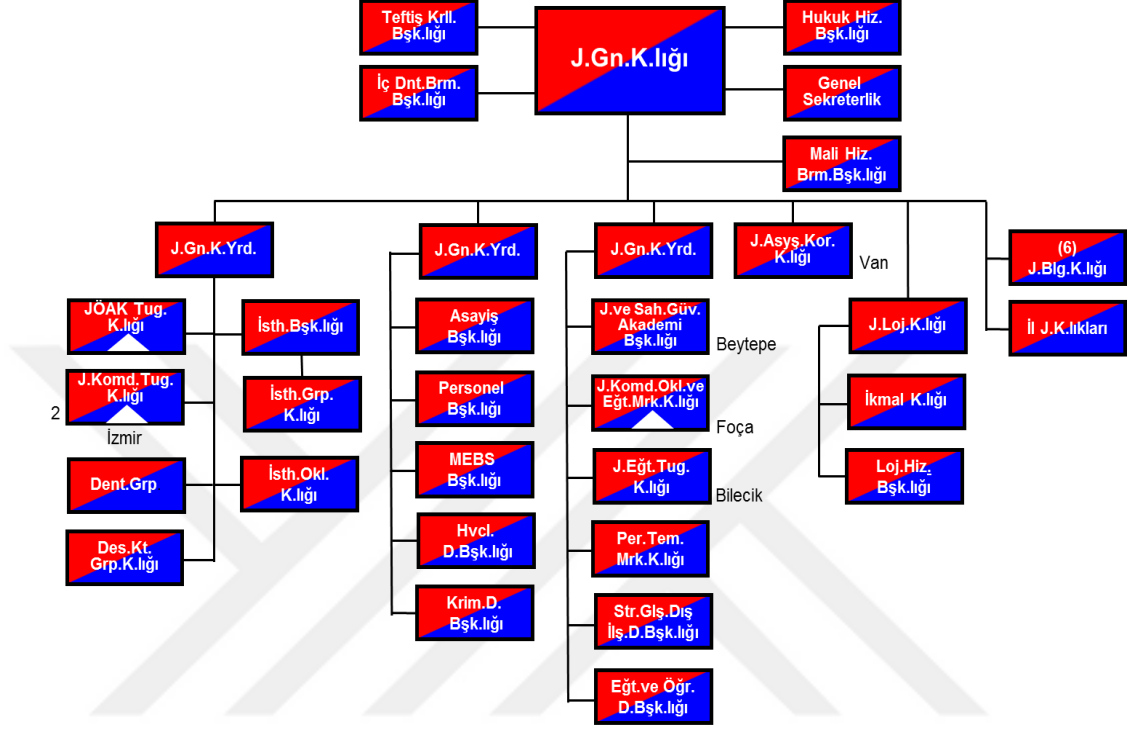 Teftiş Krll.
Bşk.lığı
J.Gn.K.lığı
Hukuk Hiz.
Bşk.lığı
İç Dnt.Brm.
Bşk.lığı
Genel
Sekreterlik
Mali Hiz.
Brm.Bşk.lığı
J.Gn.K.Yrd.
JÖAK Tug.
K.lığı
İsth.Bşk.lığı
J.Komd.Tug.
K.lığı
2
İzmir
İsth.Grp.
K.lığı
Dent.Grp
İsth.Okl.
K.lığı
Des.Kt.
Grp.K.lığı
J.Gn.K.Yrd.
Asayiş
Bşk.lığı
Personel
Bşk.lığı
MEBS
Bşk.lığı
Hvcl.
D.Bşk.lığı
Krim.D.
Bşk.lığı
J.Gn.K.Yrd.
J.ve Sah.Güv.
Akademi
Bşk.lığı
Beytepe
J.Komd.Okl.ve
Eğt.Mrk.K.lığı
Foça
J.Eğt.Tug.
K.lığı
Bilecik
Per.Tem.
Mrk.K.lığı
Str.Glş.Dış
İlş.D.Bşk.lığı
Eğt.ve Öğr.
D.Bşk.lığı
J.Asyş.Kor.
K.lığı
Van
J.Loj.K.lığı
İkmal K.lığı
Loj.Hiz.
Bşk.lığı
(6)
J.Blg.K.lığı
İl J.K.lıkları